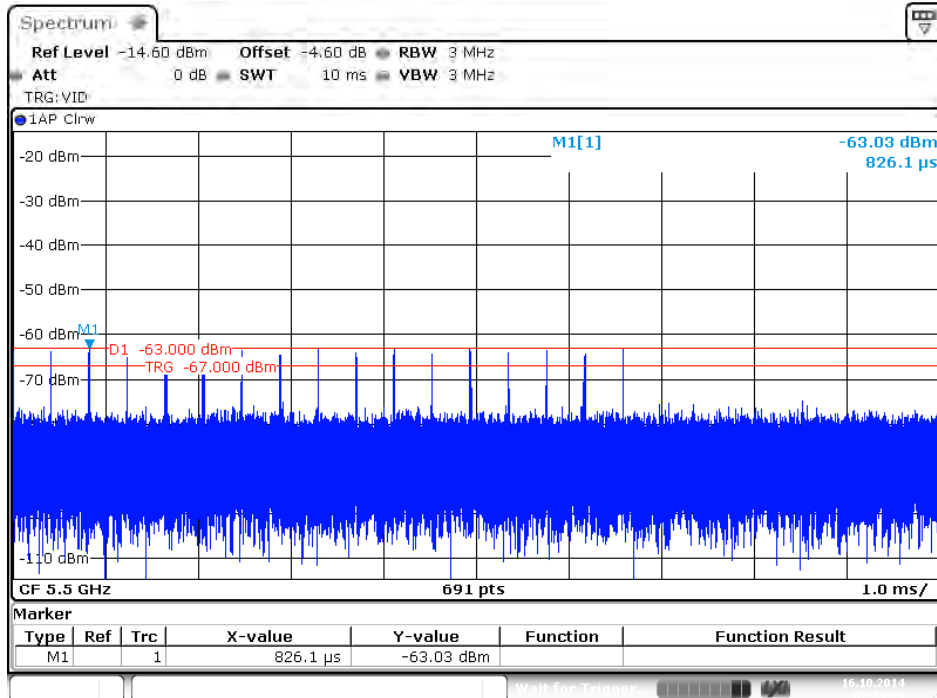 Spectrum
Ref Level -14.60 dBm Offset -4.60 dB RBW 3 MHz
Att 0 dB SWT 10 ms VBW 3 MHz
TRG:VID
1AP Clrw
M1[1] -63.03 dBm
826.1 µs
-20 dBm
-30 dBm
-40 dBm
-50 dBm
-60 dBm
M1
D1 -63.000 dBm
TRG -67.000 dBm
-70 dBm
-110 dBm
CF 5.5 GHz 691 pts 1.0 ms/
Marker
Type Ref Trc X-value Y-value Function Function Result
M1 1 826.1 µs -63.03 dBm
Wait for Trigger... 16.10.2014